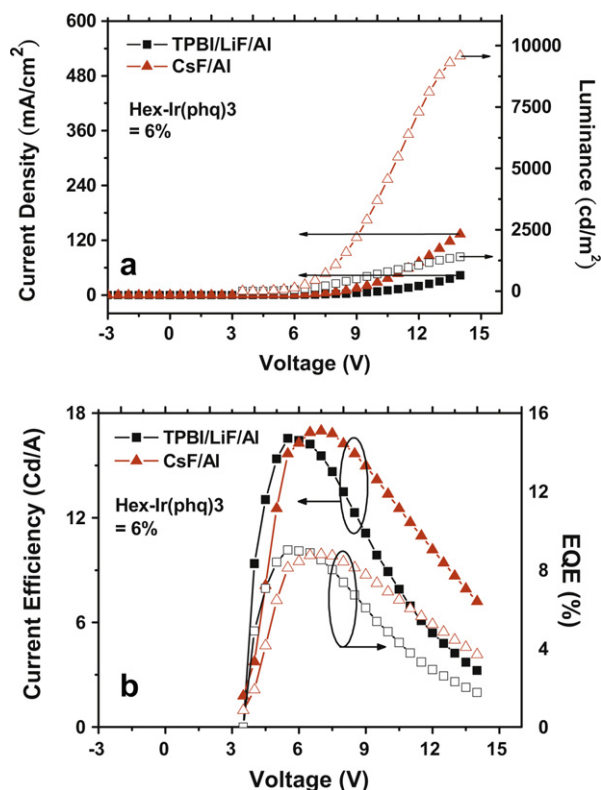 600
480
360
240
120
0
Current Density (mA/cm²)
TPBI/LiF/Al
CsF/Al
Hex-Ir(phq)3
= 6%
a
10000
7500
5000
2500
0
Luminance (cd/m²)
-3 0 3 6 9 12 15
Voltage (V)
18
12
6
0
Current Efficiency (Cd/A)
TPBI/LiF/Al
CsF/Al
Hex-Ir(phq)3
= 6%
b
16
12
8
4
0
EQE (%)
-3 0 3 6 9 12 15
Voltage (V)